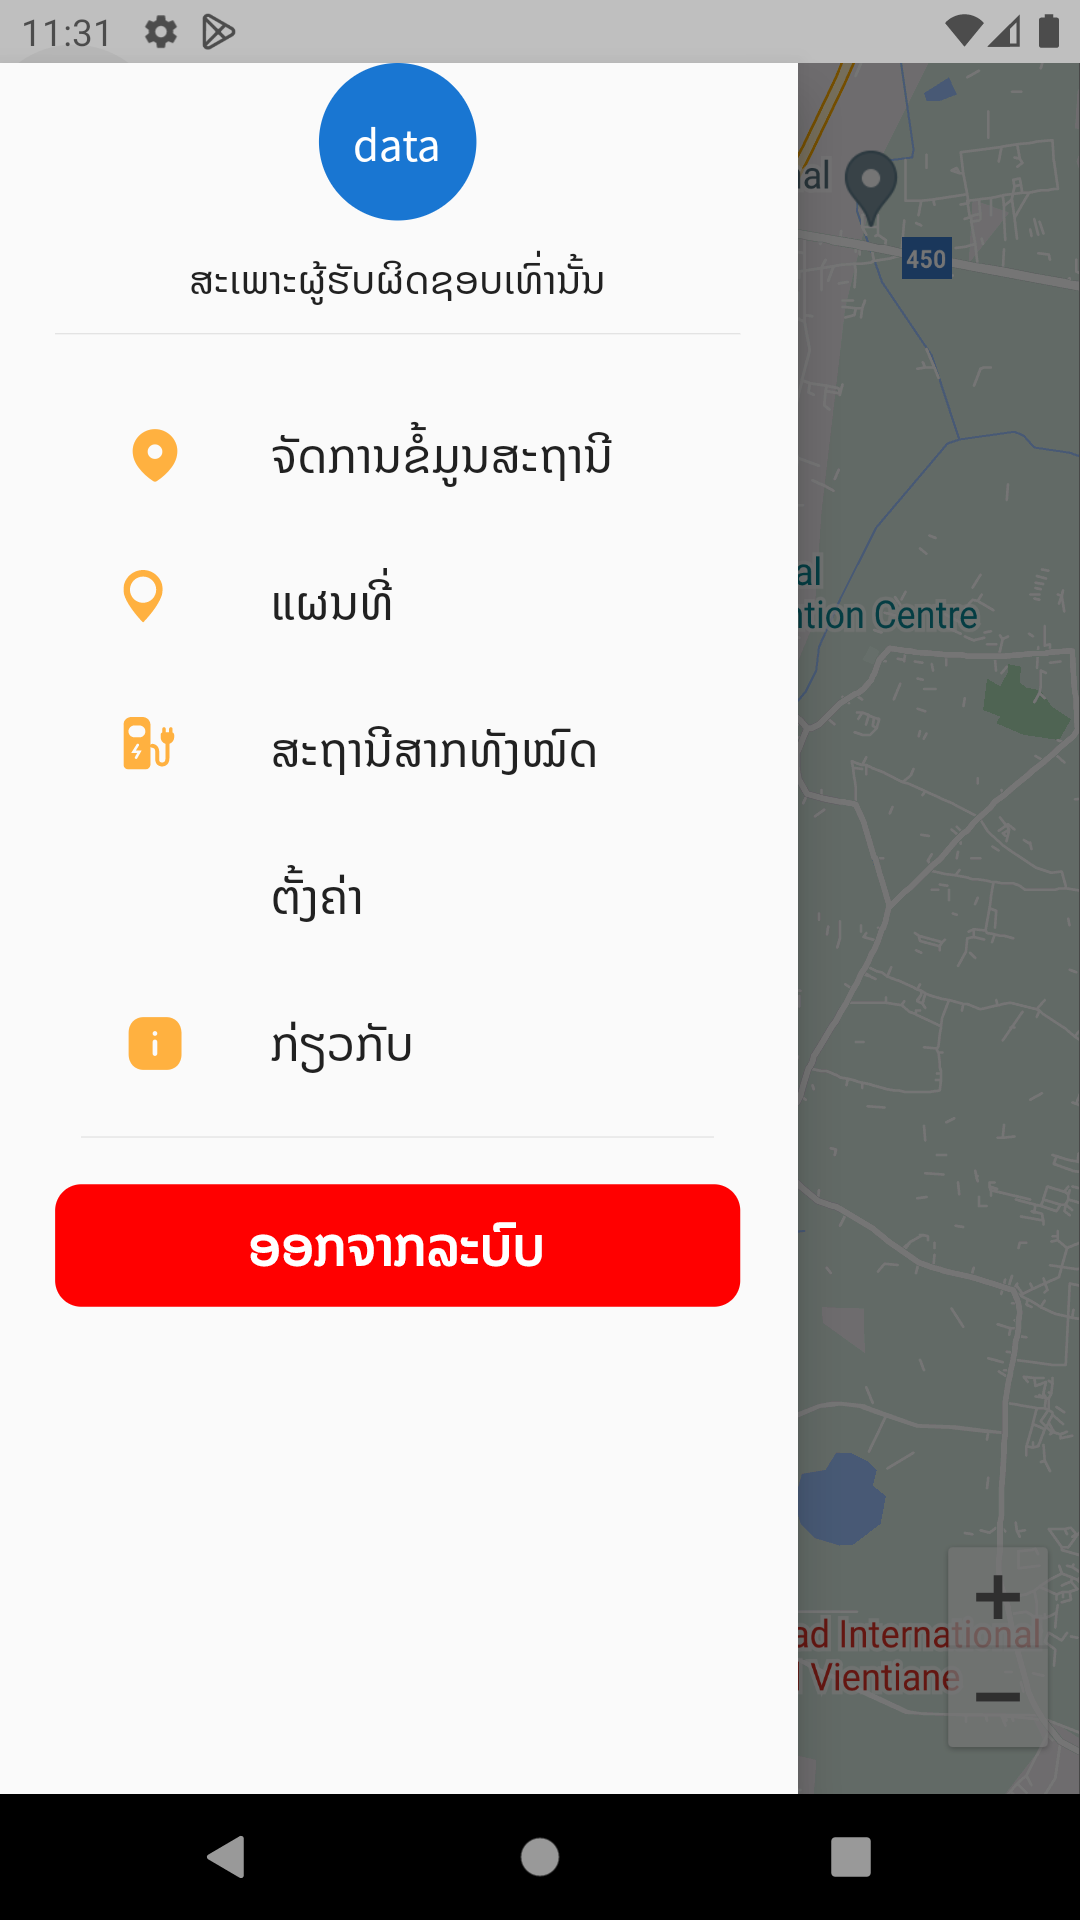 11:31
data
ສະເພາະຜູ້ຮັບຜິດຊອບເທົ່ານັ້ນ
ຈັດການຂໍ້ມູນສະຖານີ
ແຜນທີ່
ສະຖານີສາກທັງໝົດ
ຕັ້ງຄ່າ
ກ່ຽວກັບ
ອອກຈາກລະບົບ
nal
450
al
ntion Centre
ad International
Vientiane